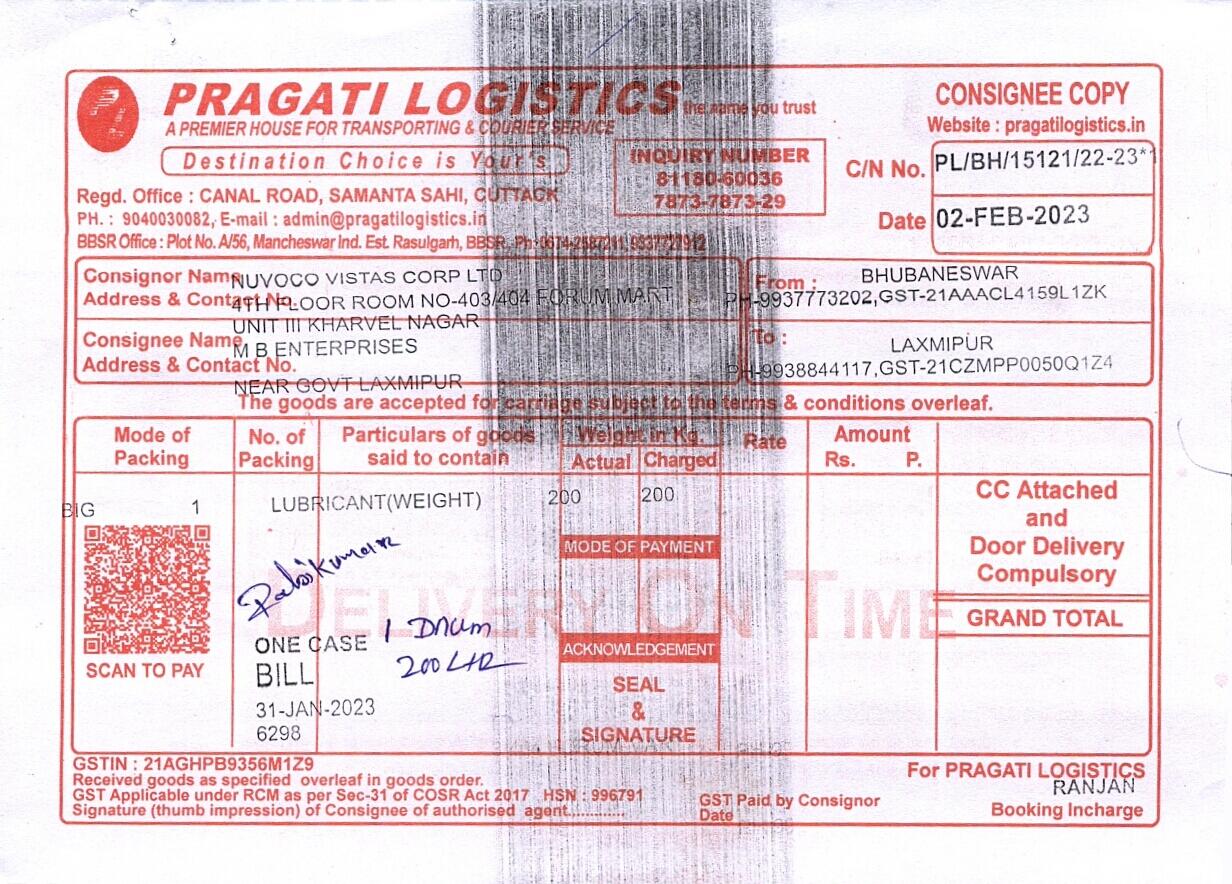 PRAGATI LOGISTICS the name you trust
A PREMIER HOUSE FOR TRANSPORTING & COURIER SERVICE
Destination Choice is Your's
CONSIGNEE COPY
Website : pragatilogistics.in
INQUIRY NUMBER
81180-60036
7873-7873-29
C/N No. PL/BH/15121/22-23*1
Date 02-FEB-2023
Regd. Office : CANAL ROAD, SAMANTA SAHI, CUTTACK
PH. : 9040030082, E-mail : admin@pragatilogistics.in
BBSR Office : Plot No. A/56, Mancheswar Ind. Est. Rasulgarh, BBSR, Ph:
Consignor Name NUVOCO VISTAS CORP LTD
Address & Contact No. 4TH FLOOR ROOM NO-403/404 FORUM MART
UNIT III KHARVEL NAGAR
From : BHUBANESWAR
PH-9937773202,GST-21AAACL4159L1ZK
Consignee Name M B ENTERPRISES
Address & Contact No.
NEAR GOVT LAXMIPUR
To : LAXMIPUR
PH-9938844117,GST-21CZMPP0050Q1Z4
The goods are accepted for carriage subject to the terms & conditions overleaf.
Mode of Packing No. of Packing Particulars of goods said to contain Weight in Kg. Actual Charged Rate Amount Rs. P.
BIG 1 LUBRICANT(WEIGHT) 200 200
CC Attached
and
Door Delivery
Compulsory
GRAND TOTAL
MODE OF PAYMENT
DELIVERY ON TIME
1 Drum
200 LTR
ONE CASE
BILL
31-JAN-2023
6298
SCAN TO PAY
ACKNOWLEDGEMENT
SEAL
&
SIGNATURE
GSTIN : 21AGHPB9356M1Z9
Received goods as specified overleaf in goods order.
GST Applicable under RCM as per Sec-31 of COSR Act 2017 HSN : 996791
Signature (thumb impression) of Consignee of authorised agent.............
GST Paid by Consignor
Date
For PRAGATI LOGISTICS
RANJAN
Booking Incharge